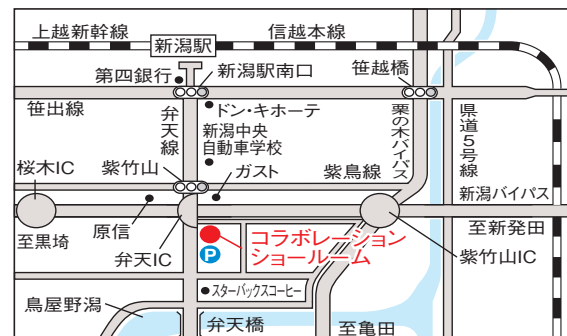 上越新幹線
信越本線
新潟駅
第四銀行
新潟駅南口
笹越橋
笹出線
弁天線
ドン・キホーテ
新潟中央
自動車学校
栗の木バイパス
県道5号線
桜木IC
紫竹山
ガスト
紫鳥線
新潟バイパス
至黒埼
原信
弁天IC
コラボレーション
ショールーム
P
至新発田
紫竹山IC
スターバックスコーヒー
鳥屋野潟
弁天橋
至亀田